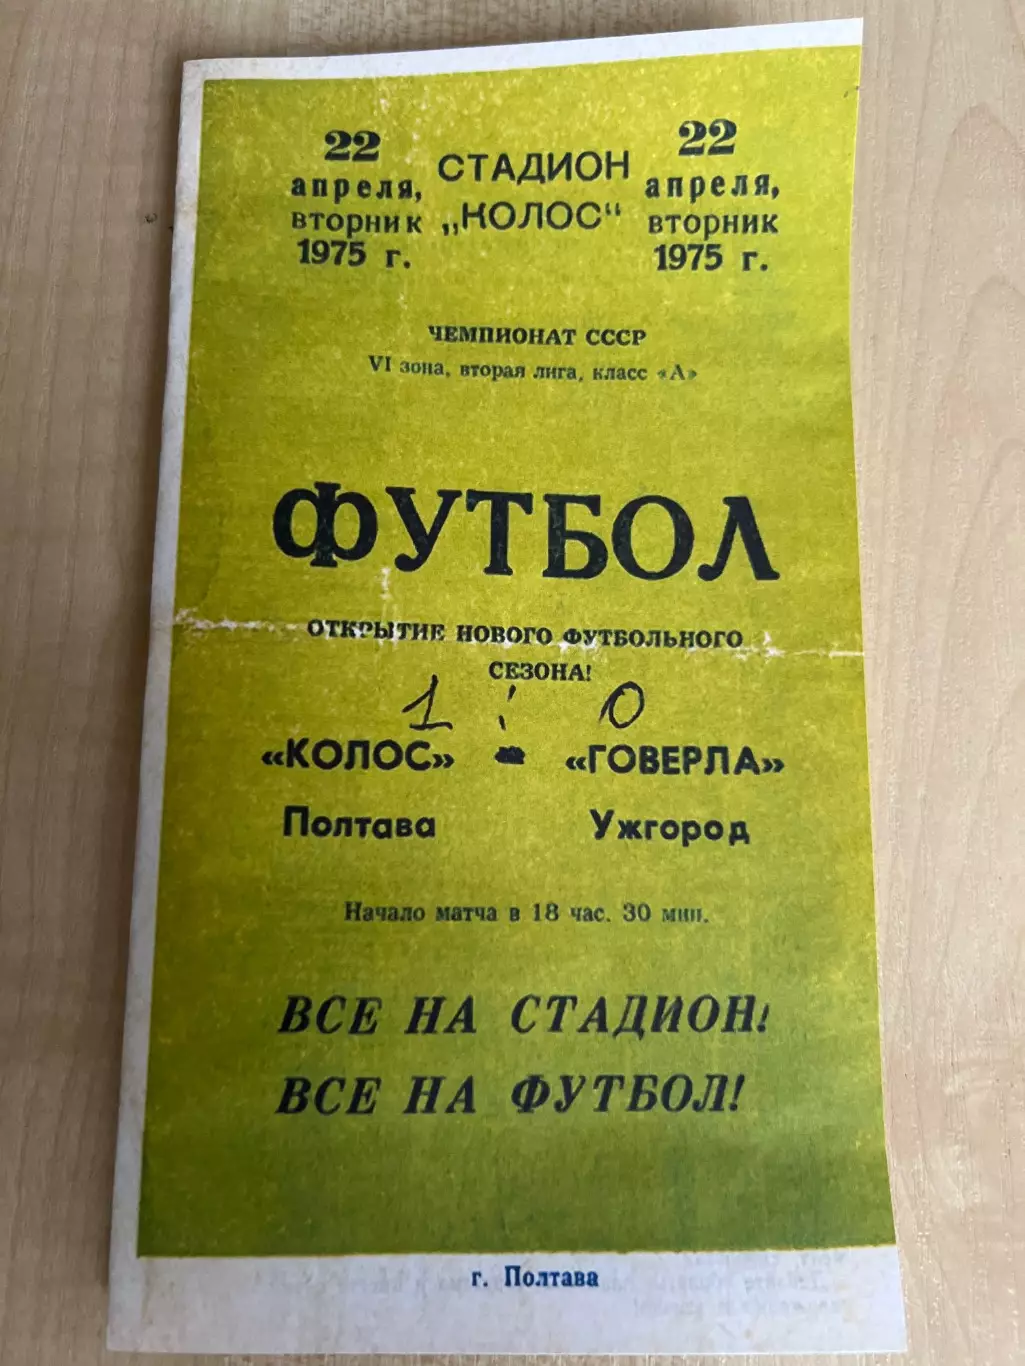 22
апреля,
вторник
1975 г.
СТАДИОН
„КОЛОС“
22
апреля,
вторник
1975 г.
ЧЕМПИОНАТ СССР
VI зона, вторая лига, класс «А»
ФУТБОЛ
ОТКРЫТИЕ НОВОГО ФУТБОЛЬНОГО
СЕЗОНА!
1 : 0
«КОЛОС» - «ГОВЕРЛА»
Полтава Ужгород
Начало матча в 18 час. 30 мин.
ВСЕ НА СТАДИОН!
ВСЕ НА ФУТБОЛ!
г. Полтава